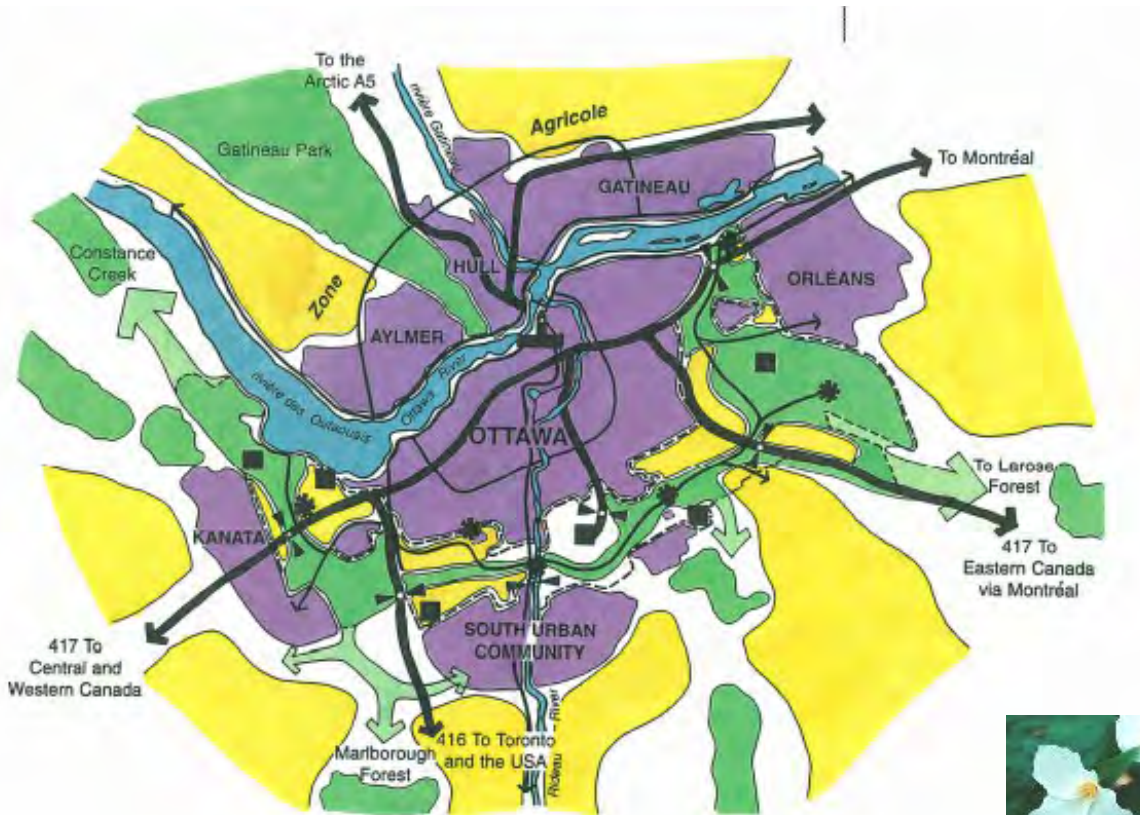 To the
Arctic A5
rivière Gatineau
Agricole
Gatineau Park
GATINEAU
To Montréal
Constance
Creek
HULL
ORLÉANS
Zone
AYLMER
rivière des Outaouais
Ottawa River
OTTAWA
To Larose
Forest
KANATA
417 To
Eastern Canada
via Montréal
SOUTH URBAN
COMMUNITY
417 To
Central and
Western Canada
Rideau River
Marlborough
Forest
416 To Toronto
and the USA